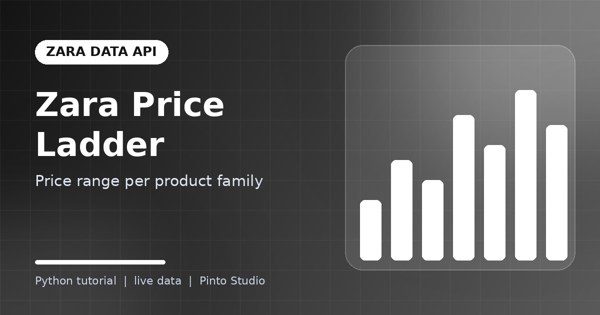 ZARA DATA API
Zara Price
Ladder
Price range per product family
Python tutorial | live data | Pinto Studio